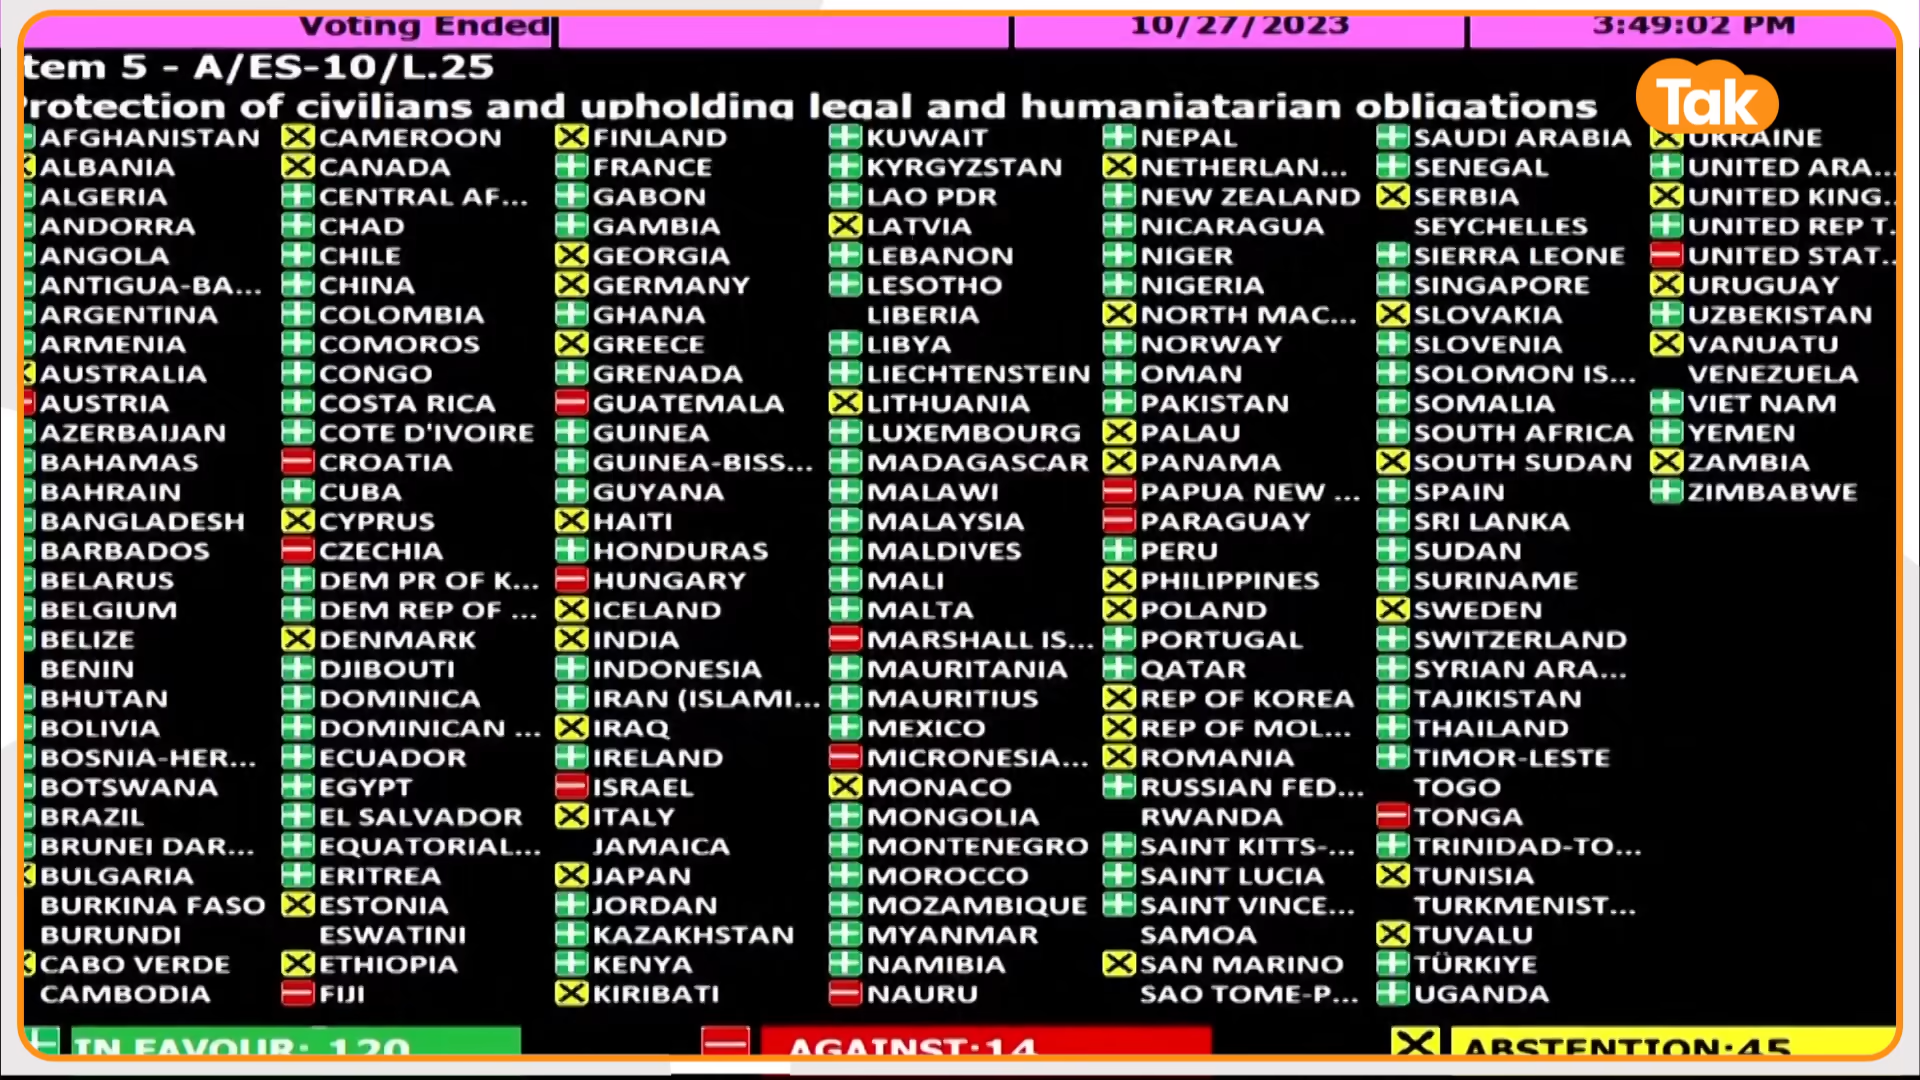 Voting Ended 10/27/2023 3:49:02 PM
tem 5 - A/ES-10/L.25
rotection of civilians and upholding legal and humaniatarian obligations
Tak
AFGHANISTAN CAMEROON FINLAND KUWAIT NEPAL SAUDI ARABIA UKRAINE
ALBANIA CANADA FRANCE KYRGYZSTAN NETHERLAN... SENEGAL UNITED ARA...
ALGERIA CENTRAL AF... GABON LAO PDR NEW ZEALAND SERBIA UNITED KING..
ANDORRA CHAD GAMBIA LATVIA NICARAGUA SEYCHELLES UNITED REP T.
ANGOLA CHILE GEORGIA LEBANON NIGER SIERRA LEONE UNITED STAT..
ANTIGUA-BA... CHINA GERMANY LESOTHO NIGERIA SINGAPORE URUGUAY
ARGENTINA COLOMBIA GHANA LIBERIA NORTH MAC... SLOVAKIA UZBEKISTAN
ARMENIA COMOROS GREECE LIBYA NORWAY SLOVENIA VANUATU
AUSTRALIA CONGO GRENADA LIECHTENSTEIN OMAN SOLOMON IS... VENEZUELA
AUSTRIA COSTA RICA GUATEMALA LITHUANIA PAKISTAN SOMALIA VIET NAM
AZERBAIJAN COTE D'IVOIRE GUINEA LUXEMBOURG PALAU SOUTH AFRICA YEMEN
BAHAMAS CROATIA GUINEA-BISS... MADAGASCAR PANAMA SOUTH SUDAN ZAMBIA
BAHRAIN CUBA GUYANA MALAWI PAPUA NEW ... SPAIN ZIMBABWE
BANGLADESH CYPRUS HAITI MALAYSIA PARAGUAY SRI LANKA
BARBADOS CZECHIA HONDURAS MALDIVES PERU SUDAN
BELARUS DEM PR OF K... HUNGARY MALI PHILIPPINES SURINAME
BELGIUM DEM REP OF ... ICELAND MALTA POLAND SWEDEN
BELIZE DENMARK INDIA MARSHALL IS... PORTUGAL SWITZERLAND
BENIN DJIBOUTI INDONESIA MAURITANIA QATAR SYRIAN ARA...
BHUTAN DOMINICA IRAN (ISLAMI... MAURITIUS REP OF KOREA TAJIKISTAN
BOLIVIA DOMINICAN ... IRAQ MEXICO REP OF MOL... THAILAND
BOSNIA-HER... ECUADOR IRELAND MICRONESIA... ROMANIA TIMOR-LESTE
BOTSWANA EGYPT ISRAEL MONACO RUSSIAN FED... TOGO
BRAZIL EL SALVADOR ITALY MONGOLIA RWANDA TONGA
BRUNEI DAR... EQUATORIAL... JAMAICA MONTENEGRO SAINT KITTS-... TRINIDAD-TO...
BULGARIA ERITREA JAPAN MOROCCO SAINT LUCIA TUNISIA
BURKINA FASO ESTONIA JORDAN MOZAMBIQUE SAINT VINCE... TURKMENIST...
BURUNDI ESWATINI KAZAKHSTAN MYANMAR SAMOA TUVALU
CABO VERDE ETHIOPIA KENYA NAMIBIA SAN MARINO TÜRKIYE
CAMBODIA FIJI KIRIBATI NAURU SAO TOME-P... UGANDA
IN FAVOUR: 120 AGAINST:14 ABSTENTION:45